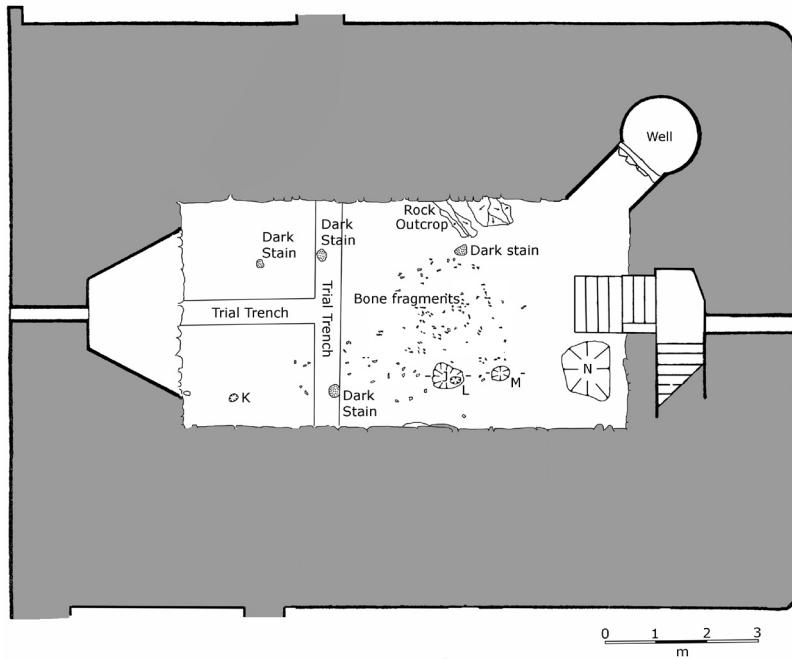 Well
Rock
Outcrop
Dark
Stain
Dark
Stain
Dark stain
Bone fragments
Trial Trench
Trial Trench
N
J
L
M
K
Dark
Stain
0 1 2 3
m